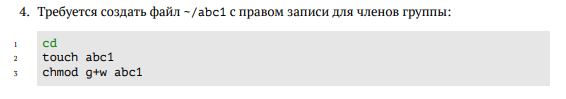 4. Требуется создать файл ~/abc1 с правом записи для членов группы:
1 cd
2 touch abc1
3 chmod g+w abc1